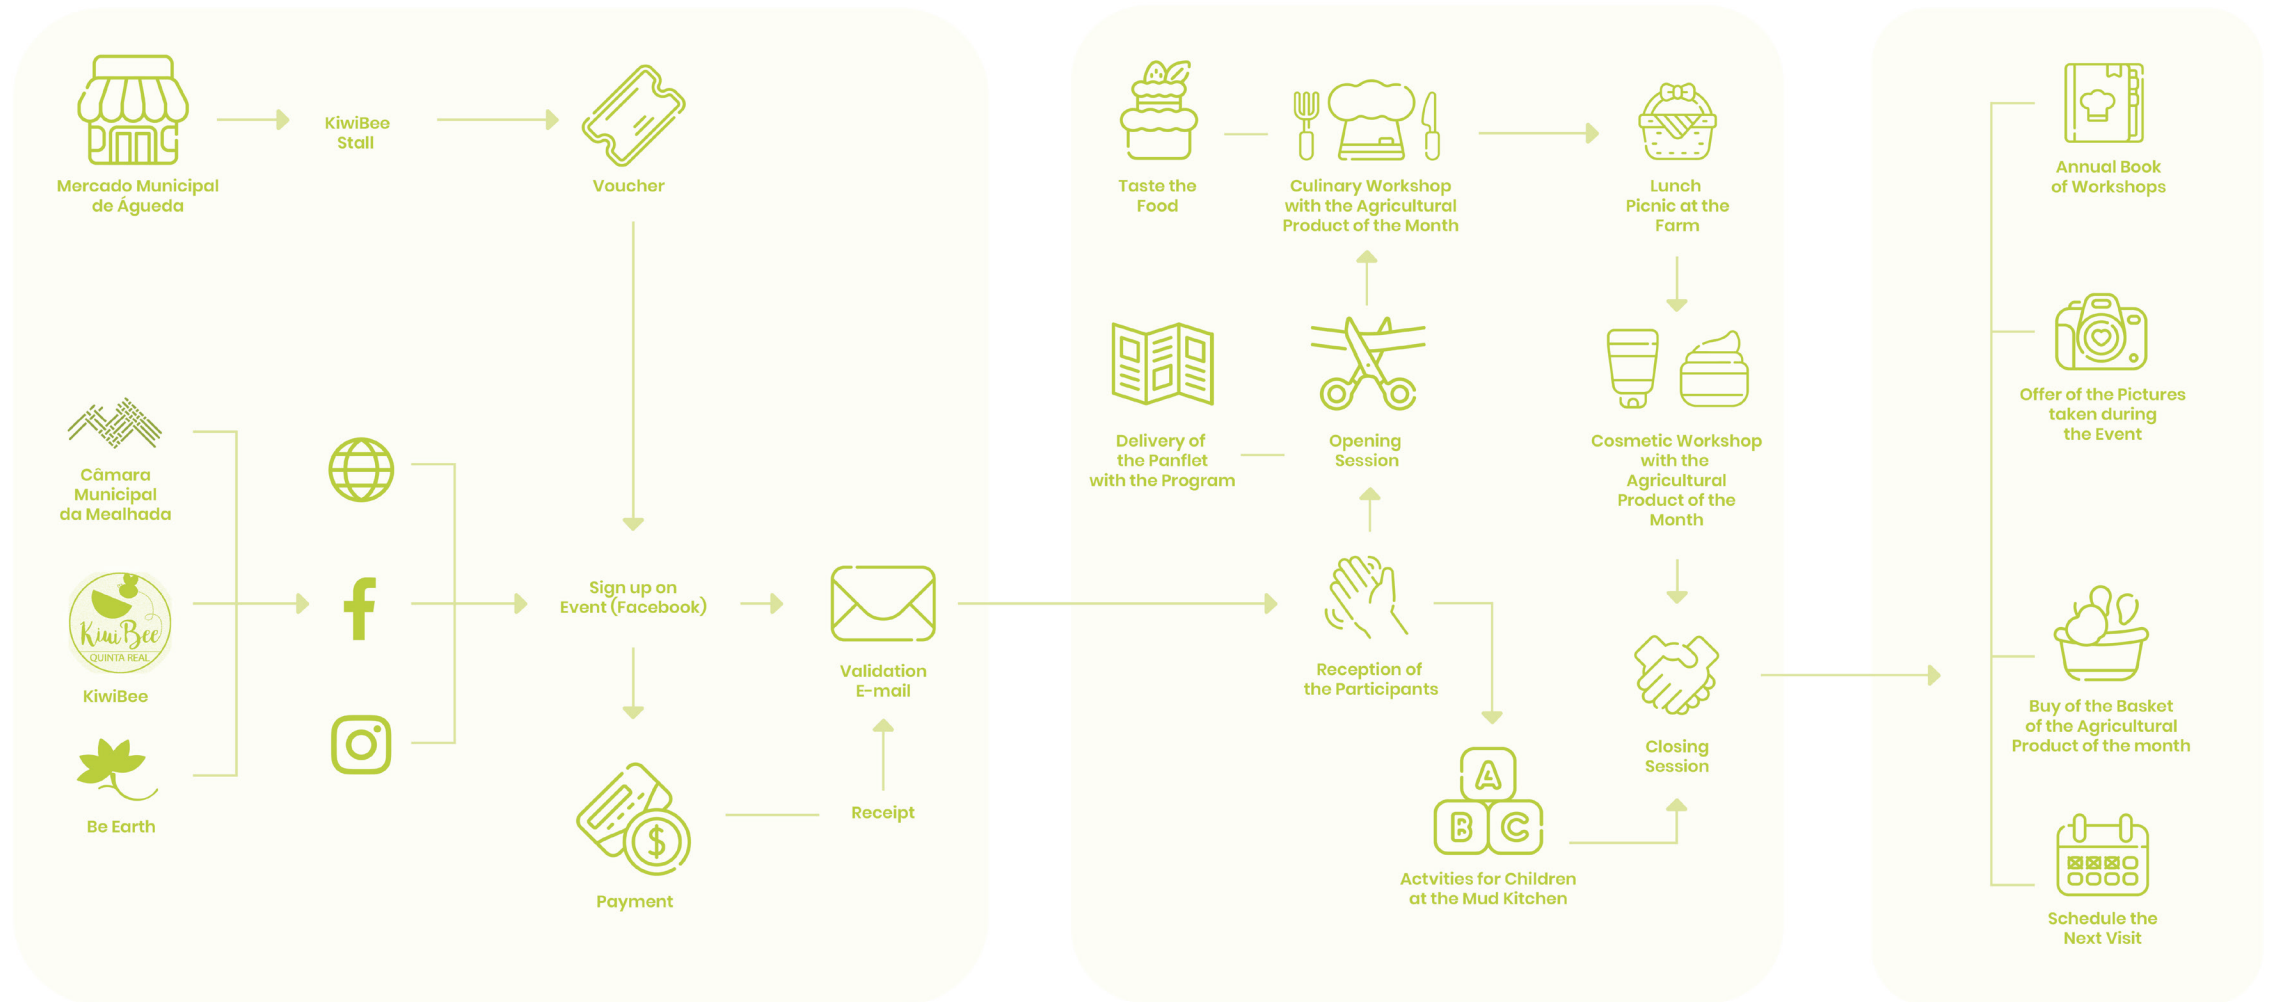 Mercado Municipal
de Águeda
KiwiBee
Stall
Voucher
Câmara
Municipal
da Mealhada
Kiwi Bee
QUINTA REAL
KiwiBee
Be Earth
Sign up on
Event (Facebook)
Payment
$
Receipt
Validation
E-mail
Taste the
Food
Culinary Workshop
with the Agricultural
Product of the Month
Lunch
Picnic at the
Farm
Delivery of
the Panflet
with the Program
Opening
Session
Cosmetic Workshop
with the
Agricultural
Product of the
Month
Reception of
the Participants
Closing
Session
A
B C
Actvities for Children
at the Mud Kitchen
Annual Book
of Workshops
Offer of the Pictures
taken during
the Event
Buy of the Basket
of the Agricultural
Product of the month
Schedule the
Next Visit